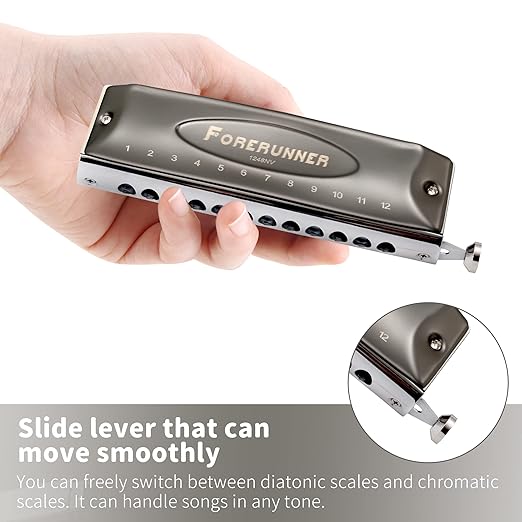 FORERUNNER
1248NV
1 2 3 4 5 6 7 8 9 10 11 12
12
Slide lever that can
move smoothly
You can freely switch between diatonic scales and chromatic
scales. It can handle songs in any tone.